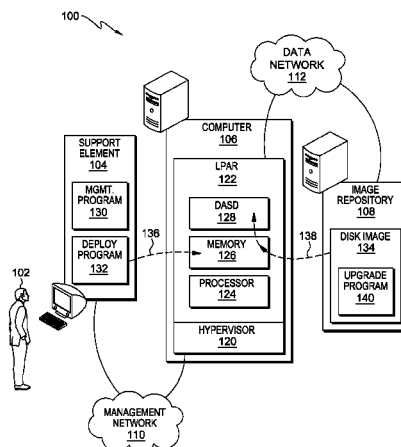 100
DATA
NETWORK
112
COMPUTER
106
SUPPORT
ELEMENT
104
LPAR
122
MGMT.
PROGRAM
130
DASD
128
IMAGE
REPOSITORY
108
136
138
DEPLOY
PROGRAM
132
MEMORY
126
DISK IMAGE
134
102
PROCESSOR
124
UPGRADE
PROGRAM
140
HYPERVISOR
120
MANAGEMENT
NETWORK
110